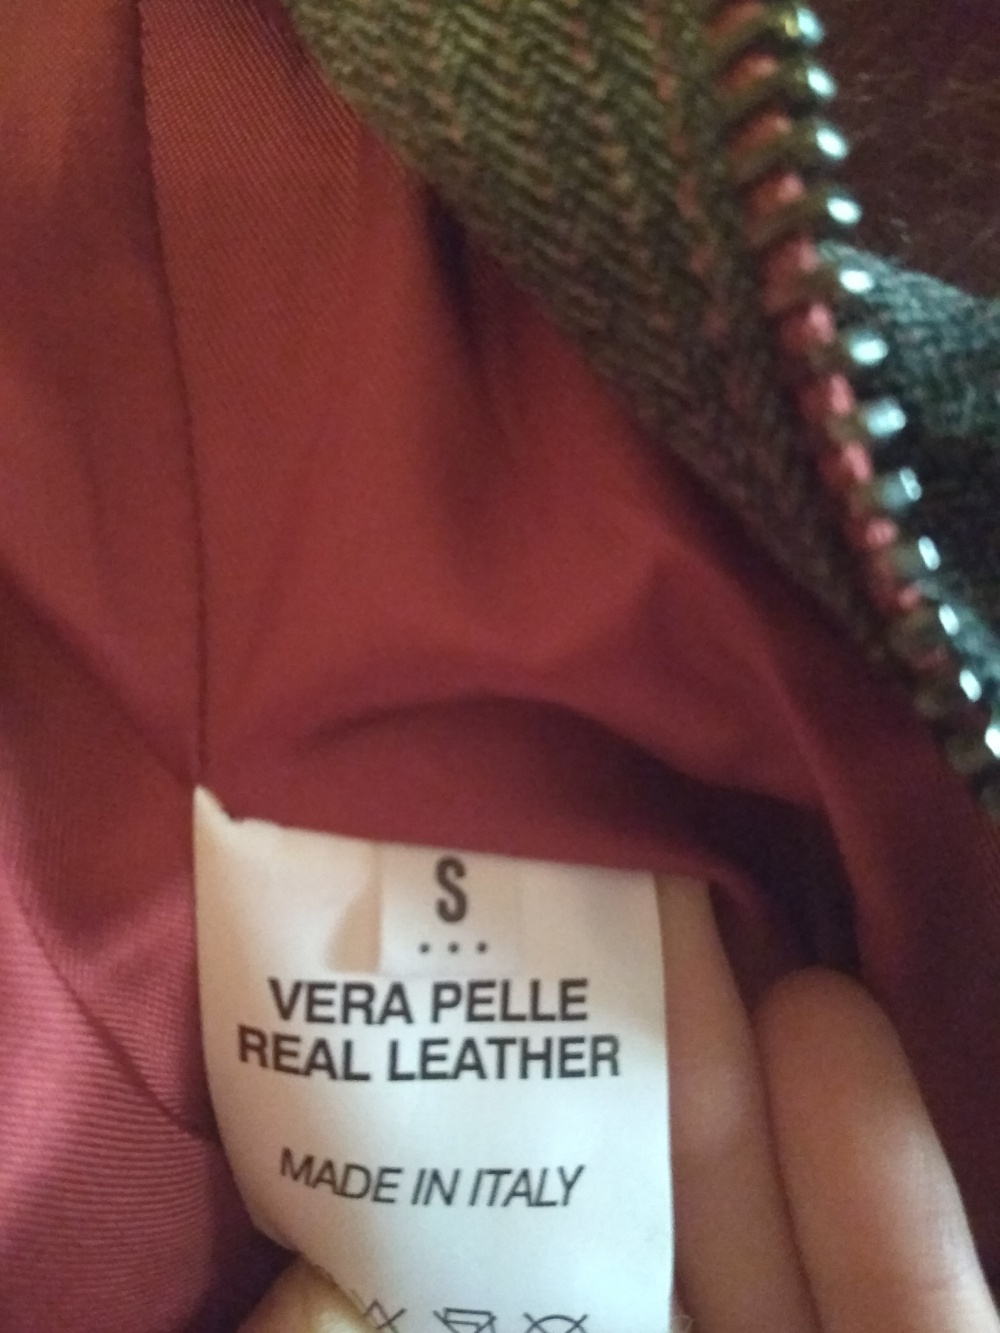 S
...
VERA PELLE
REAL LEATHER
MADE IN ITALY